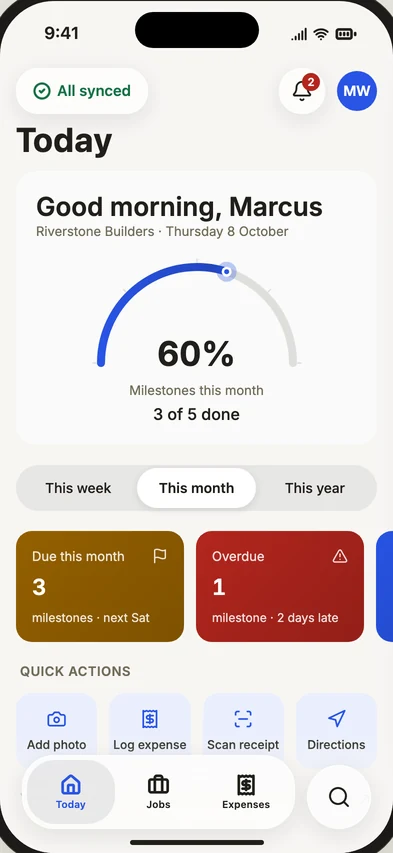 9:41
All synced
2
MW
Today
Good morning, Marcus
Riverstone Builders · Thursday 8 October
60%
Milestones this month
3 of 5 done
This week
This month
This year
Due this month
3
milestones · next Sat
Overdue
1
milestone · 2 days late
QUICK ACTIONS
Add photo
Log expense
Scan receipt
Directions
Today
Jobs
Expenses